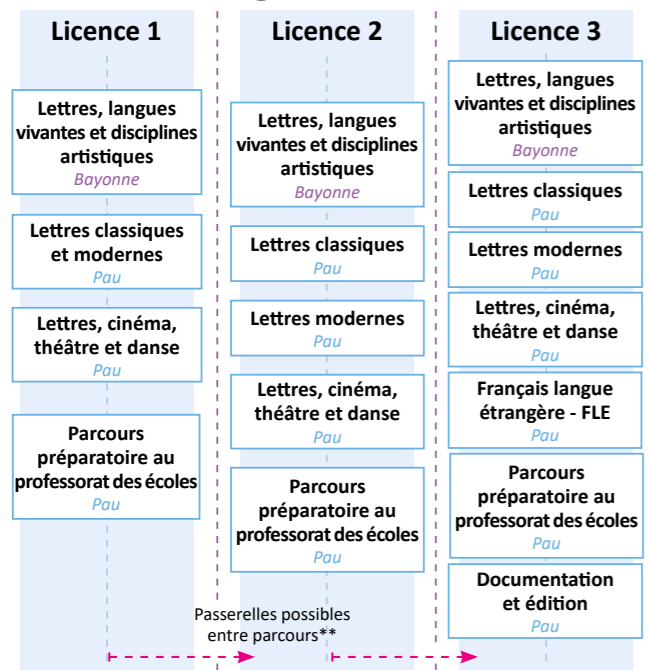 Licence 1
Lettres, langues
vivantes et disciplines
artistiques
Bayonne
Lettres classiques
et modernes
Pau
Lettres, cinéma,
théâtre et danse
Pau
Parcours
préparatoire au
professorat des écoles
Pau
Licence 2
Lettres, langues
vivantes et disciplines
artistiques
Bayonne
Lettres classiques
Pau
Lettres modernes
Pau
Lettres, cinéma,
théâtre et danse
Pau
Parcours
préparatoire au
professorat des écoles
Pau
Licence 3
Lettres, langues
vivantes et disciplines
artistiques
Bayonne
Lettres classiques
Pau
Lettres modernes
Pau
Lettres, cinéma,
théâtre et danse
Pau
Français langue
étrangère - FLE
Pau
Parcours
préparatoire au
professorat des écoles
Pau
Documentation
et édition
Pau
Passerelles possibles
entre parcours**